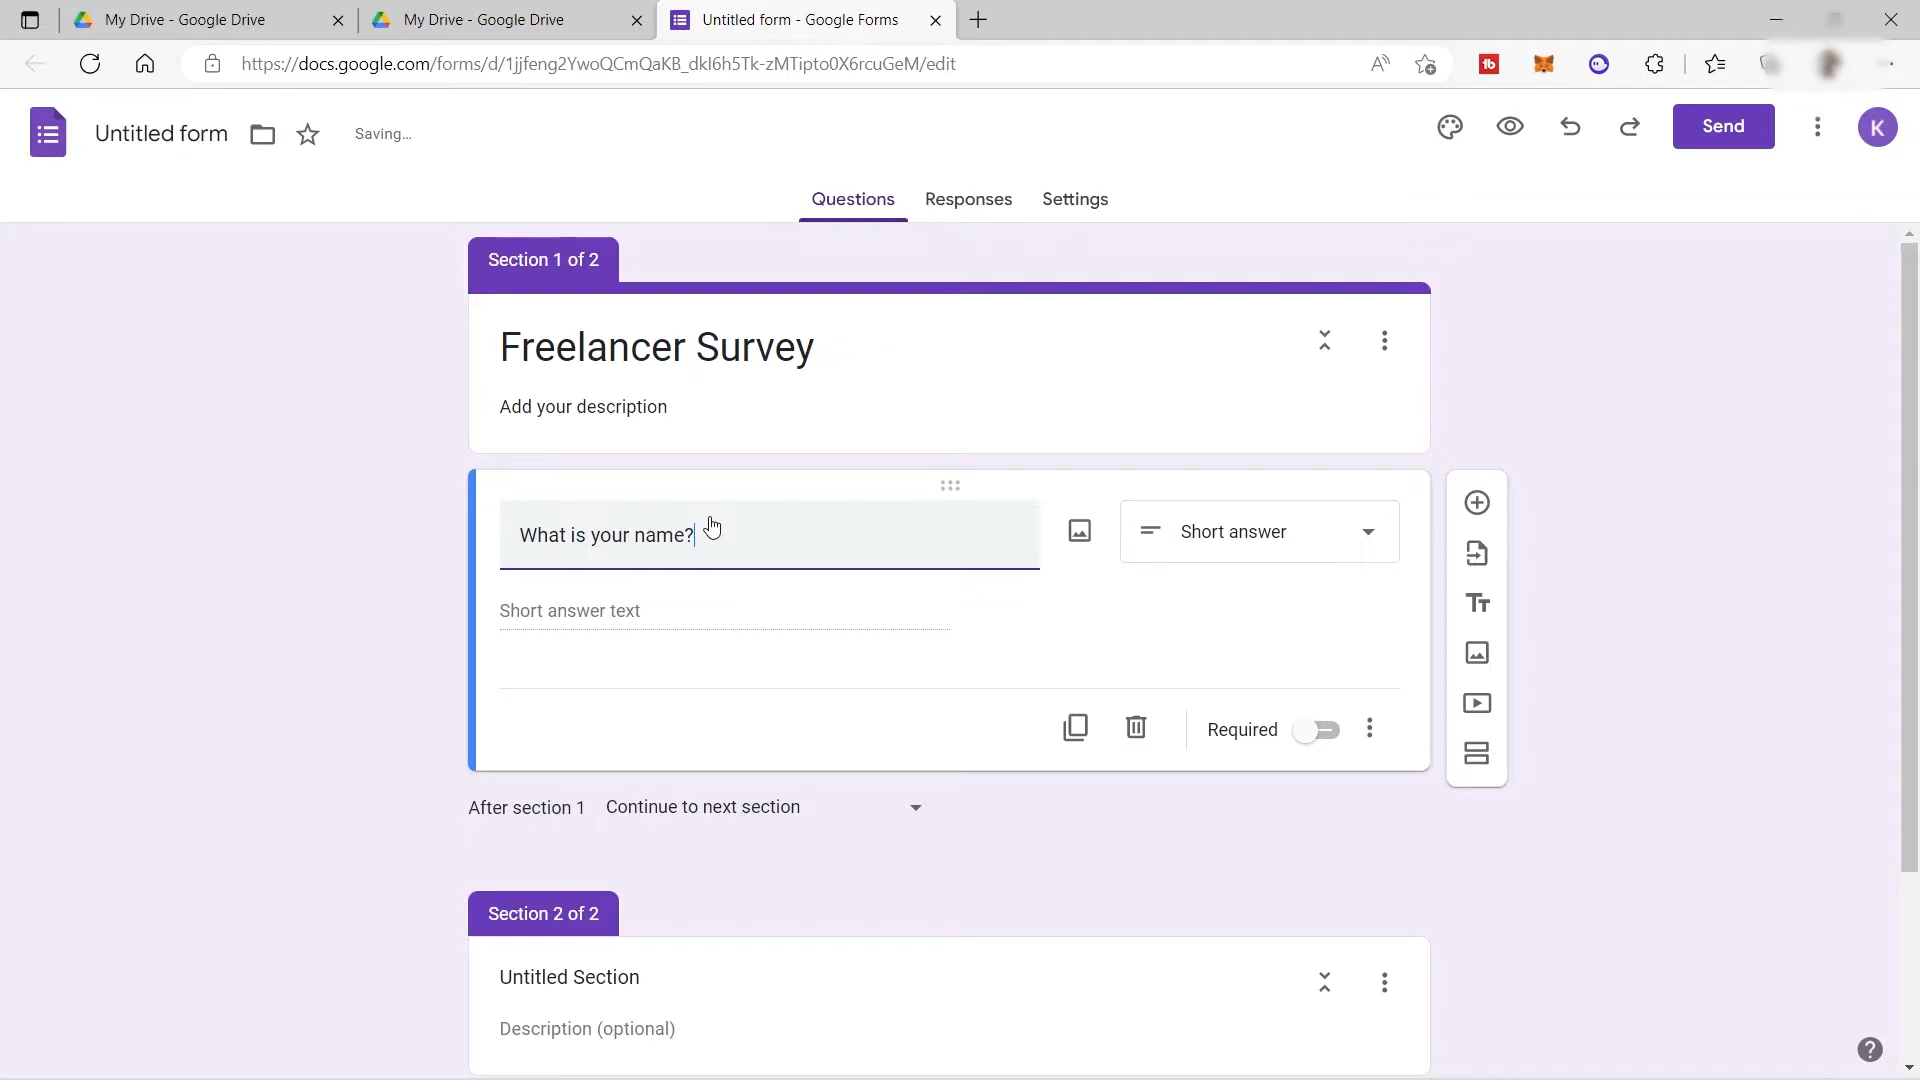 My Drive - Google Drive
My Drive - Google Drive
Untitled form - Google Forms
https://docs.google.com/forms/d/1jjfeng2YwoQCmQaKB_dkI6h5Tk-zMTipto0X6rcuGeM/edit
Untitled form
Saving...
Send
K
Questions
Responses
Settings
Section 1 of 2
Freelancer Survey
Add your description
What is your name?
Short answer
Short answer text
Required
After section 1 Continue to next section
Section 2 of 2
Untitled Section
Description (optional)